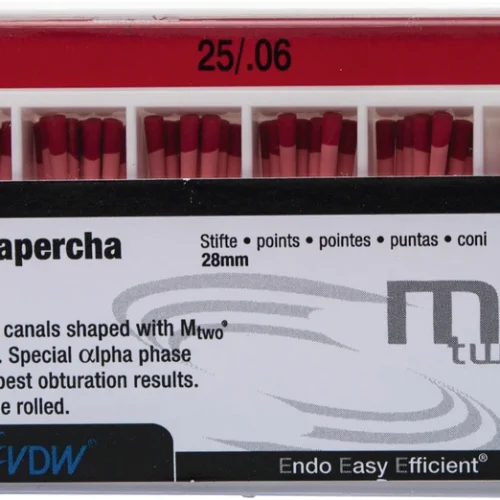 25/.06
apercha
Stifte • points • pointes • puntas • coni
28mm
canals shaped with Mtwo®
. Special αlpha phase
best obturation results.
e rolled.
m
tw
VDW®
Endo Easy Efficient®